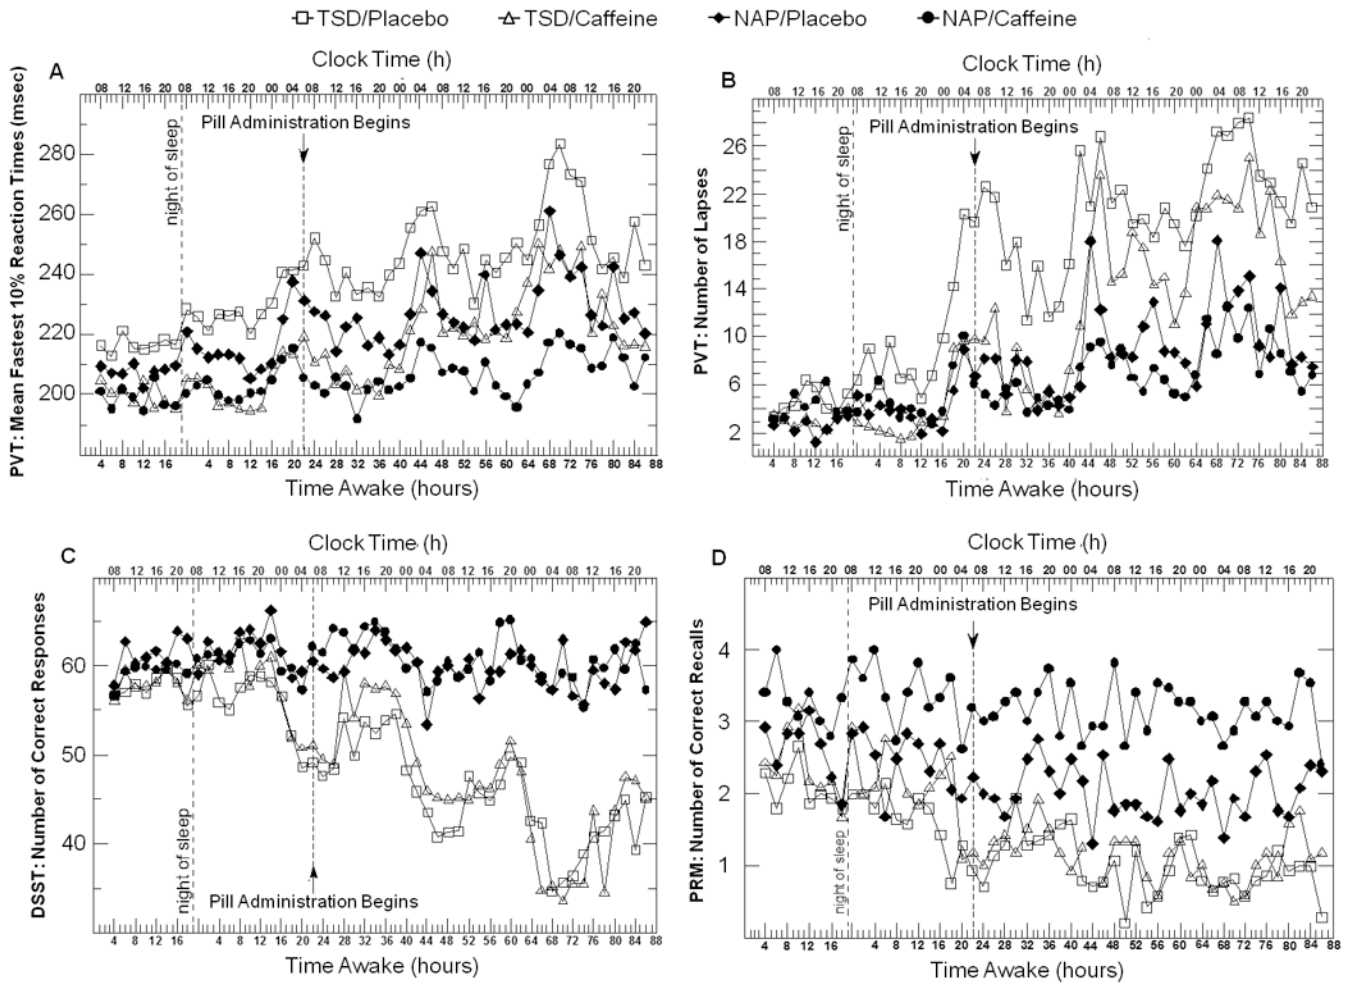 TSD/Placebo TSD/Caffeine NAP/Placebo NAP/Caffeine
A
Clock Time (h)
08 12 16 20 08 12 16 20 00 04 08 12 16 20 00 04 08 12 16 20 00 04 08 12 16 20
Pill Administration Begins
night of sleep
PVT: Mean Fastest 10% Reaction Times (msec)
280
260
240
220
200
4 8 12 16 4 8 12 16 20 24 28 32 36 40 44 48 52 56 60 64 68 72 76 80 84 88
Time Awake (hours)
B
Clock Time (h)
08 12 16 20 08 12 16 20 00 04 08 12 16 20 00 04 08 12 16 20 00 04 08 12 16 20
Pill Administration Begins
night of sleep
PVT: Number of Lapses
26
22
18
14
10
6
2
4 8 12 16 4 8 12 16 20 24 28 32 36 40 44 48 52 56 60 64 68 72 76 80 84 88
Time Awake (hours)
C
Clock Time (h)
08 12 16 20 08 12 16 20 00 04 08 12 16 20 00 04 08 12 16 20 00 04 08 12 16 20
DSST: Number of Correct Responses
60
50
40
night of sleep
Pill Administration Begins
4 8 12 16 4 8 12 16 20 24 28 32 36 40 44 48 52 56 60 64 68 72 76 80 84 88
Time Awake (hours)
D
Clock Time (h)
08 12 16 20 08 12 16 20 00 04 08 12 16 20 00 04 08 12 16 20 00 04 08 12 16 20
Pill Administration Begins
PRM: Number of Correct Recalls
4
3
2
1
night of sleep
4 8 12 16 4 8 12 16 20 24 28 32 36 40 44 48 52 56 60 64 68 72 76 80 84 88
Time Awake (hours)